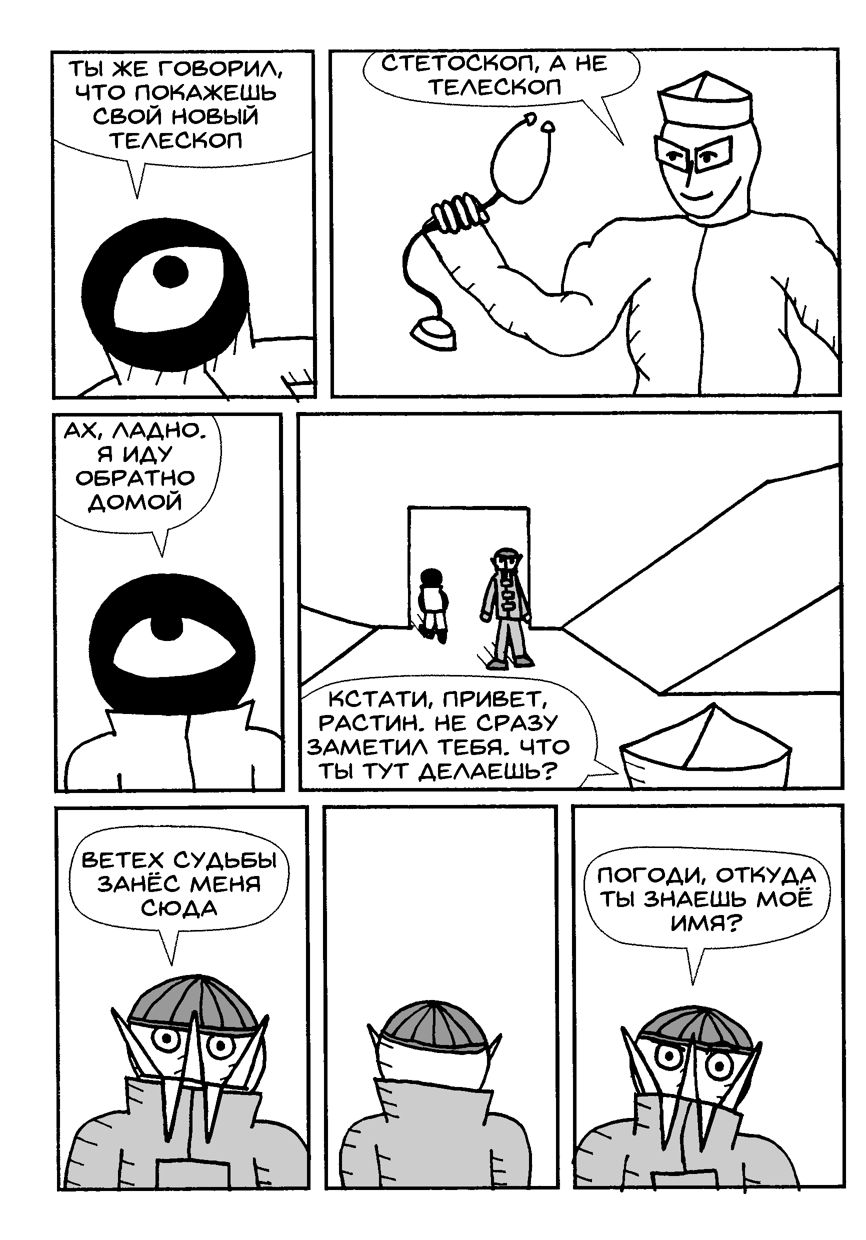 ТЫ ЖЕ ГОВОРИЛ,
ЧТО ПОКАЖЕШЬ
СВОЙ НОВЫЙ
ТЕЛЕСКОП
СТЕТОСКОП, А НЕ
ТЕЛЕСКОП
АХ, ЛАДНО.
Я ИДУ
ОБРАТНО
ДОМОЙ
КСТАТИ, ПРИВЕТ,
РАСТИН. НЕ СРАЗУ
ЗАМЕТИЛ ТЕБЯ. ЧТО
ТЫ ТУТ ДЕЛАЕШЬ?
ВЕТЕХ СУДЬБЫ
ЗАНЁС МЕНЯ
СЮДА
ПОГОДИ, ОТКУДА
ТЫ ЗНАЕШЬ МОЁ
ИМЯ?